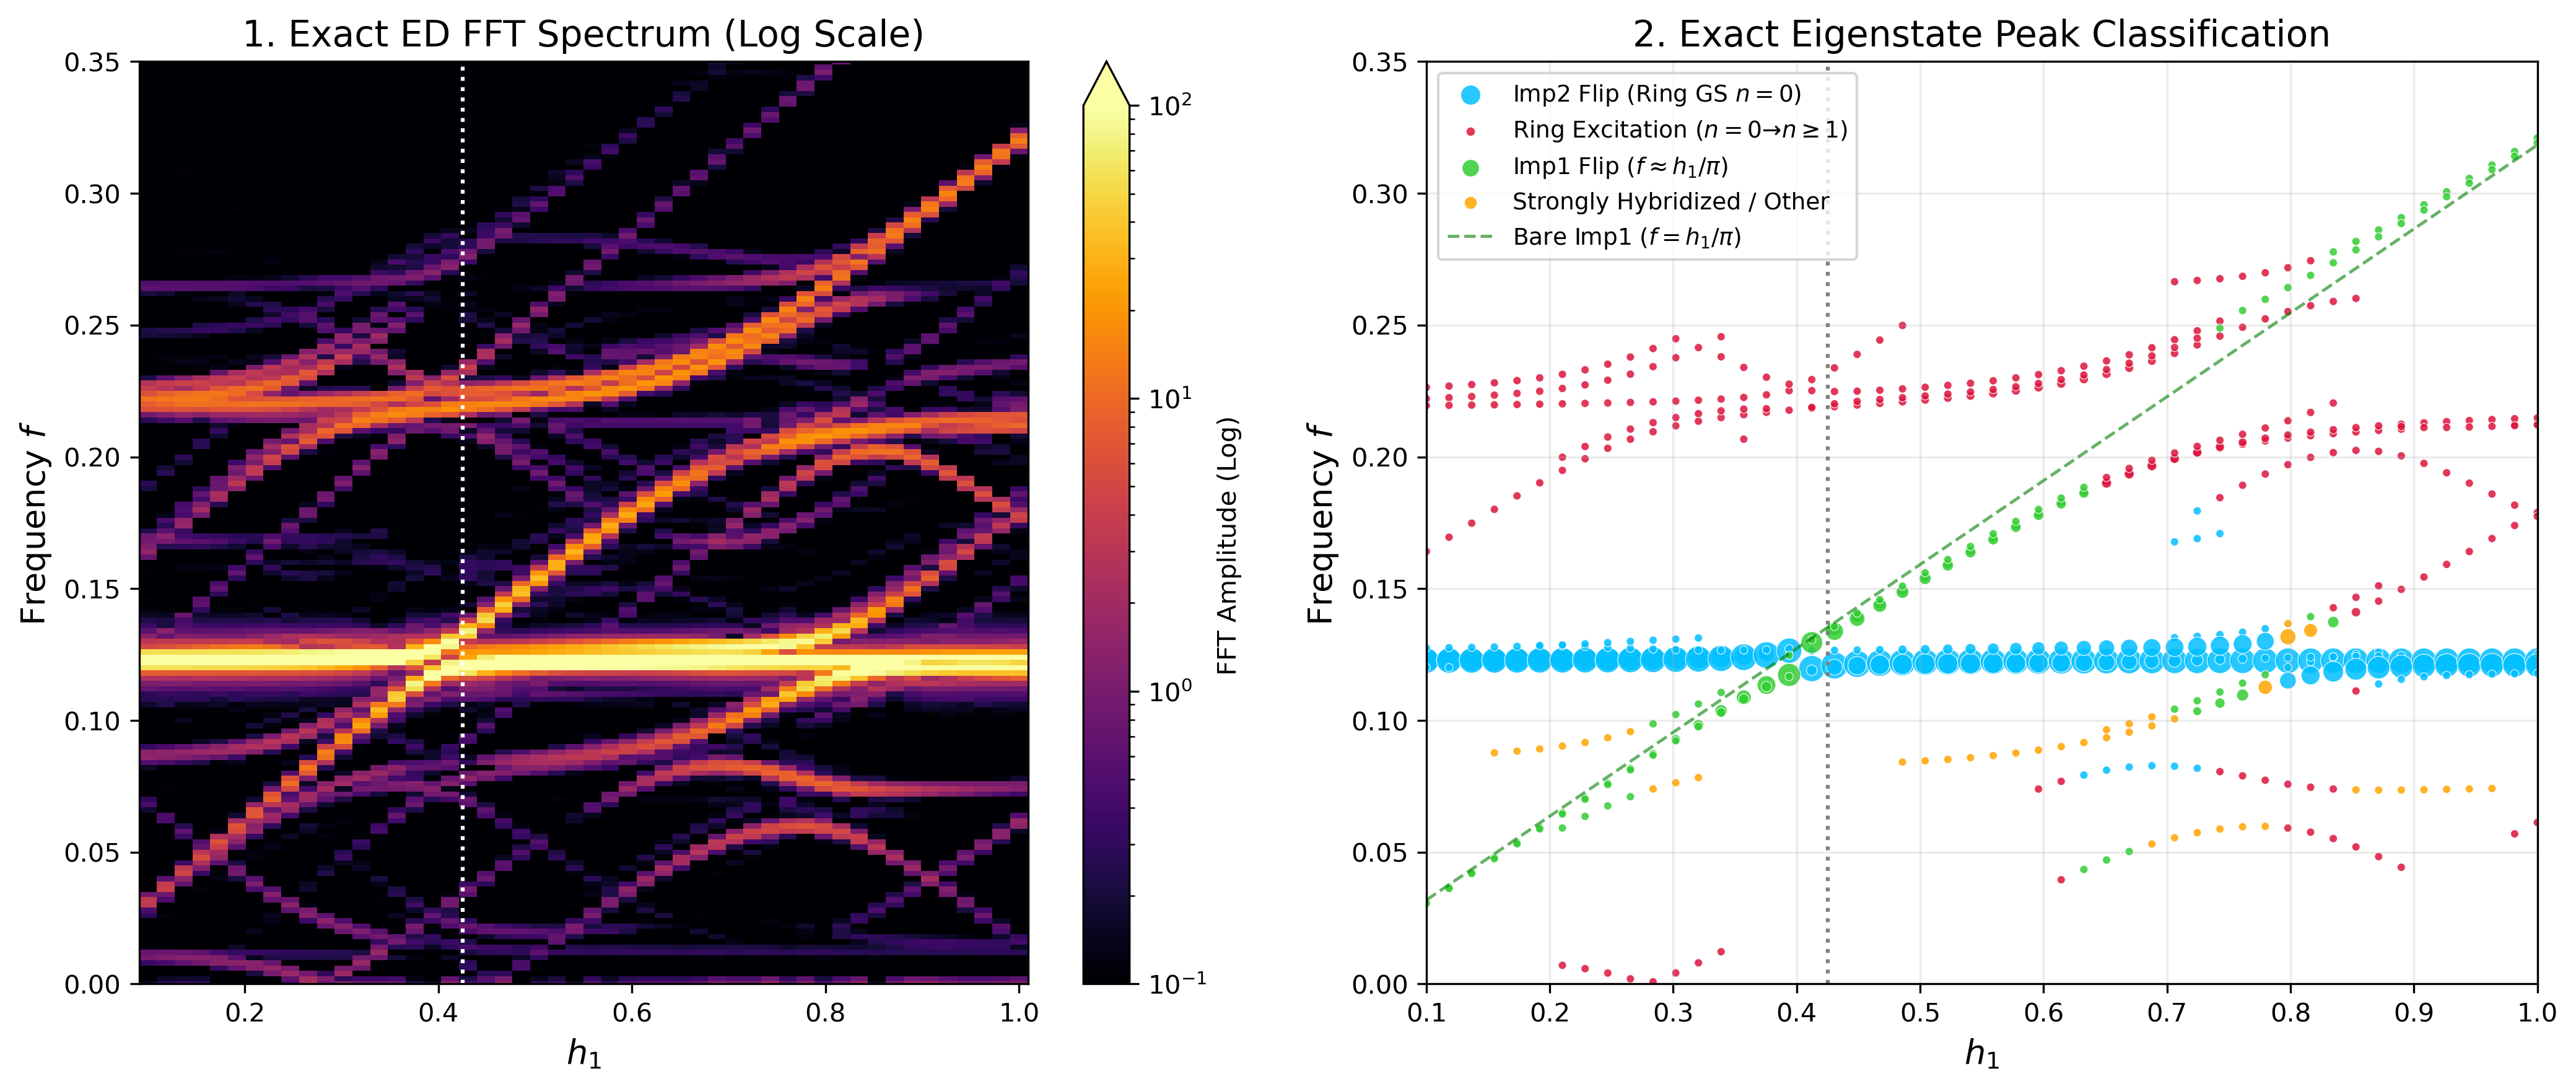 1. Exact ED FFT Spectrum (Log Scale)
0.35
0.30
0.25
0.20
0.15
0.10
0.05
0.00
Frequency f
0.2
0.4
0.6
0.8
1.0
h₁
10²
10¹
10⁰
10⁻¹
FFT Amplitude (Log)
2. Exact Eigenstate Peak Classification
Imp2 Flip (Ring GS n = 0)
Ring Excitation (n = 0→n ≥ 1)
Imp1 Flip (f ≈ h₁/π)
Strongly Hybridized / Other
Bare Imp1 (f = h₁/π)
0.35
0.30
0.25
0.20
0.15
0.10
0.05
0.00
Frequency f
0.1
0.2
0.3
0.4
0.5
0.6
0.7
0.8
0.9
1.0
h₁